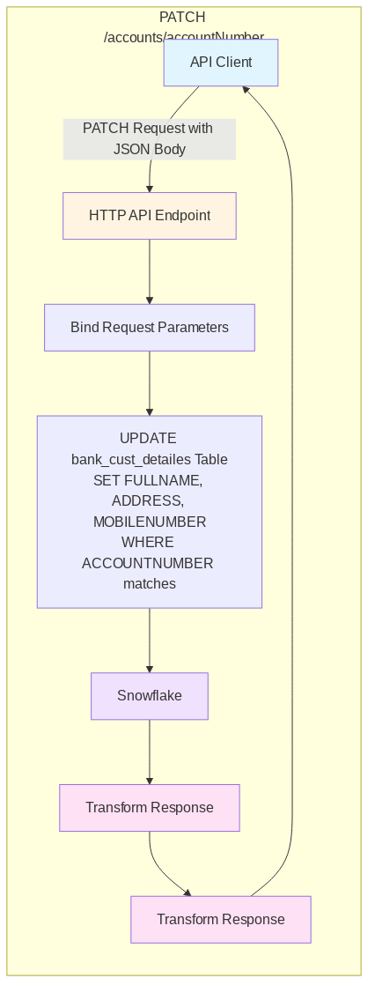 PATCH
/accounts/accountNumber
API Client
PATCH Request with
JSON Body
HTTP API Endpoint
Bind Request Parameters
UPDATE
bank_cust_detailes Table
SET FULLNAME,
ADDRESS,
MOBILENUMBER
WHERE
ACCOUNTNUMBER
matches
Snowflake
Transform Response
Transform Response